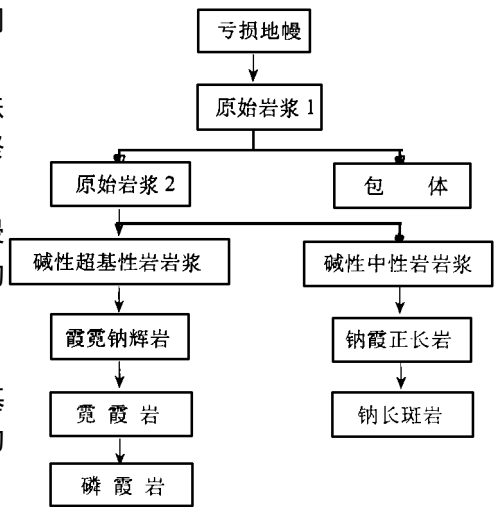 亏损地幔
原始岩浆1
原始岩浆2
包 体
碱性超基性岩岩浆
碱性中性岩岩浆
霞霓钠辉岩
钠霞正长岩
霓 霞 岩
钠长斑岩
磷 霞 岩